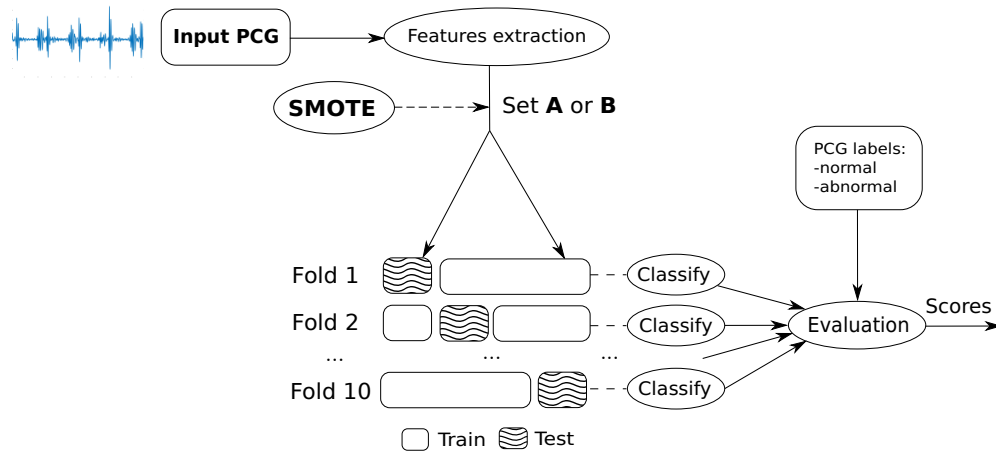 Input PCG
Features extraction
SMOTE
Set A or B
PCG labels:
-normal
-abnormal
Fold 1
Classify
Fold 2
Classify
Evaluation
Scores
...
...
...
Fold 10
Classify
Train
Test